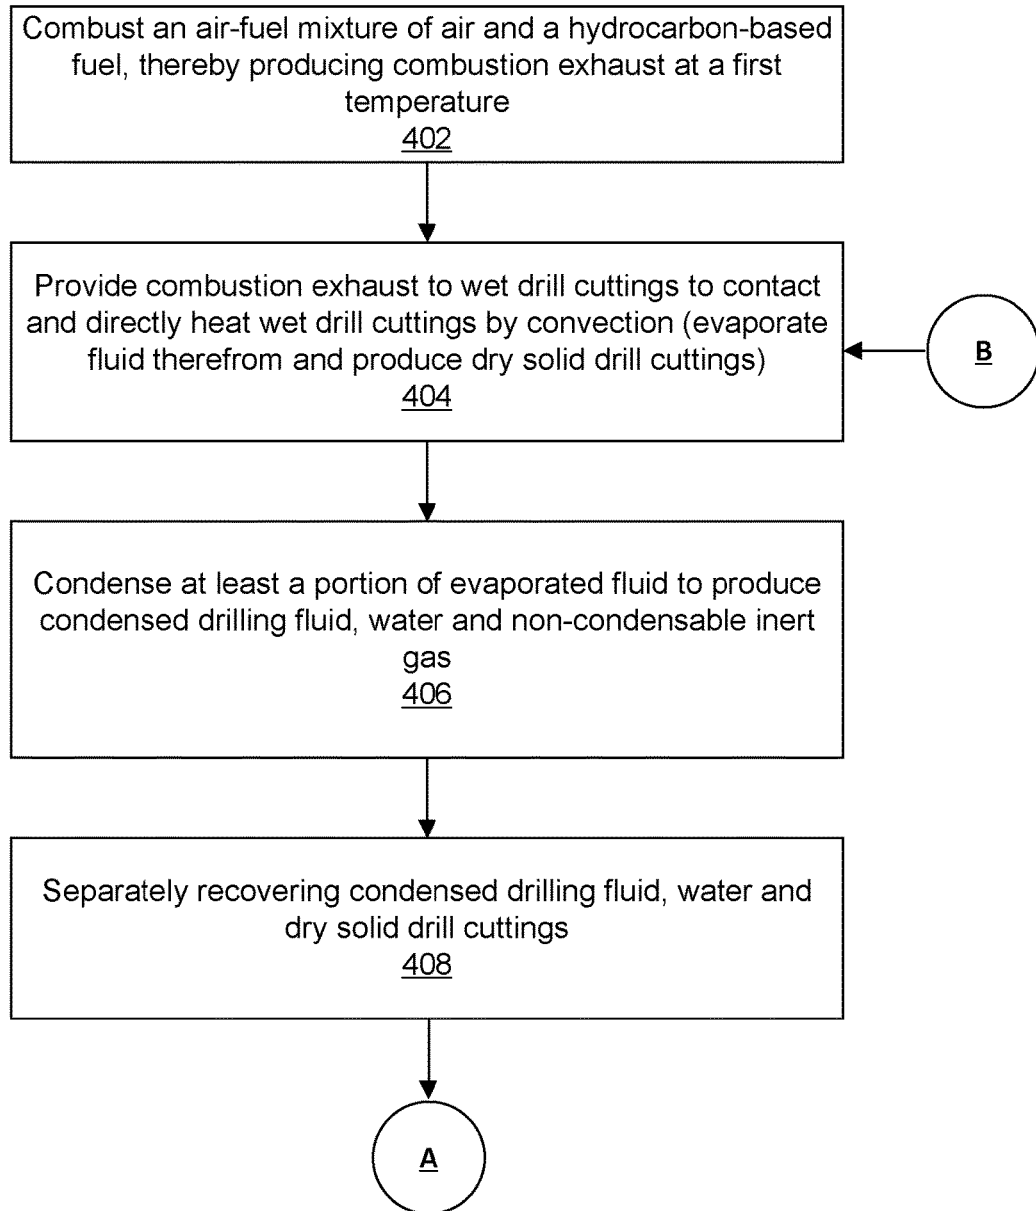 Combust an air-fuel mixture of air and a hydrocarbon-based
fuel, thereby producing combustion exhaust at a first
temperature
402
Provide combustion exhaust to wet drill cuttings to contact
and directly heat wet drill cuttings by convection (evaporate
fluid therefrom and produce dry solid drill cuttings)
404
B
Condense at least a portion of evaporated fluid to produce
condensed drilling fluid, water and non-condensable inert
gas
406
Separately recovering condensed drilling fluid, water and
dry solid drill cuttings
408
A